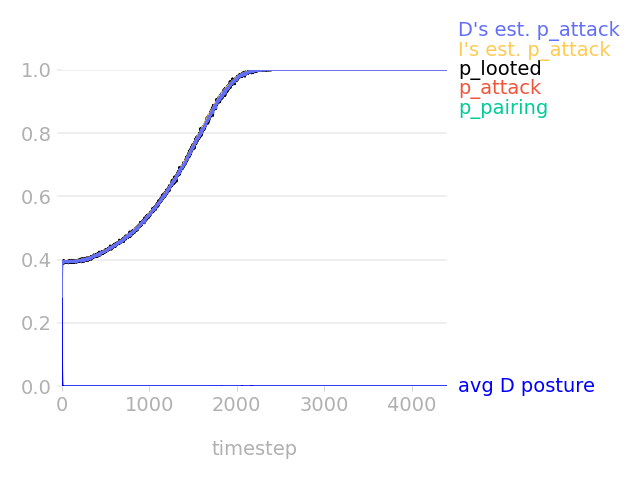 D's est. p_attack
I's est. p_attack
p_looted
p_attack
p_pairing
1.0
0.8
0.6
0.4
0.2
0.0
avg D posture
0 1000 2000 3000 4000
timestep